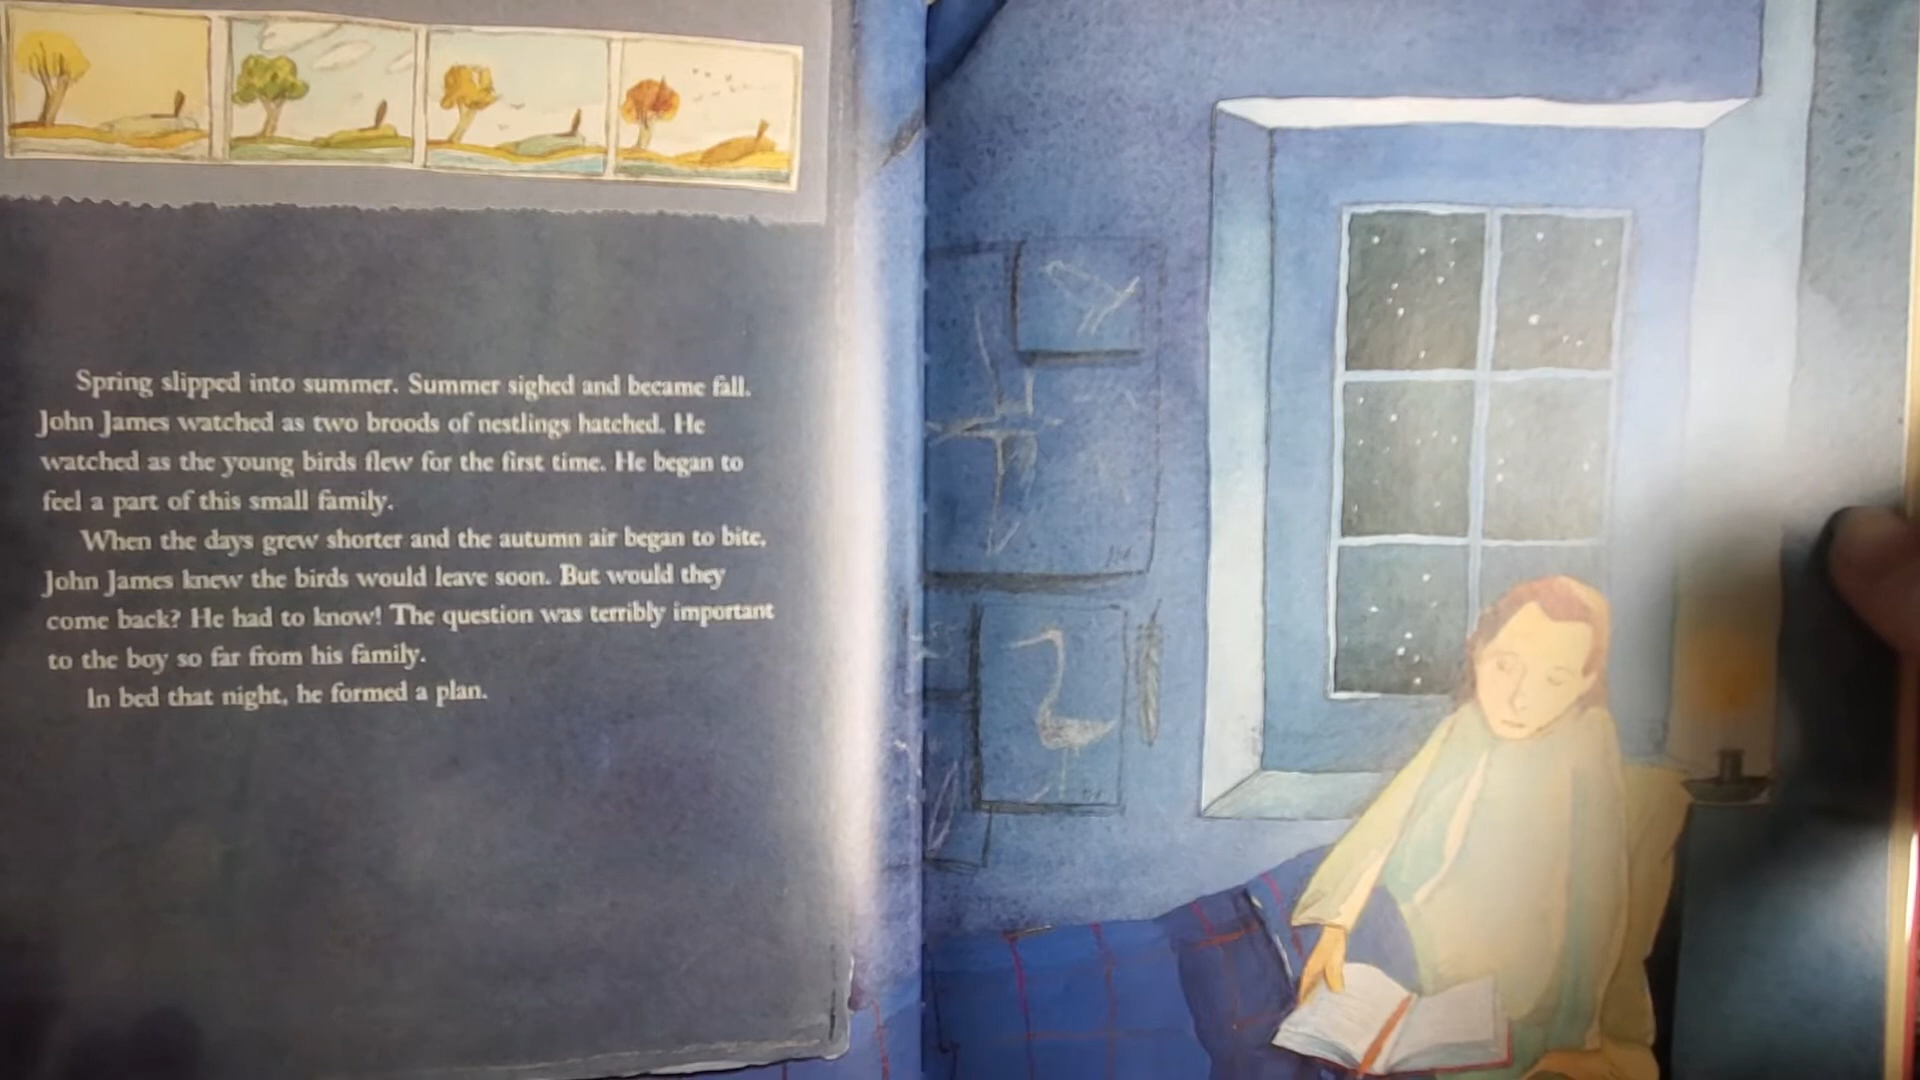 Spring slipped into summer. Summer sighed and became fall.
John James watched as two broods of nestlings hatched. He
watched as the young birds flew for the first time. He began to
feel a part of this small family.
When the days grew shorter and the autumn air began to bite,
John James knew the birds would leave soon. But would they
come back? He had to know! The question was terribly important
to the boy so far from his family.
In bed that night, he formed a plan.